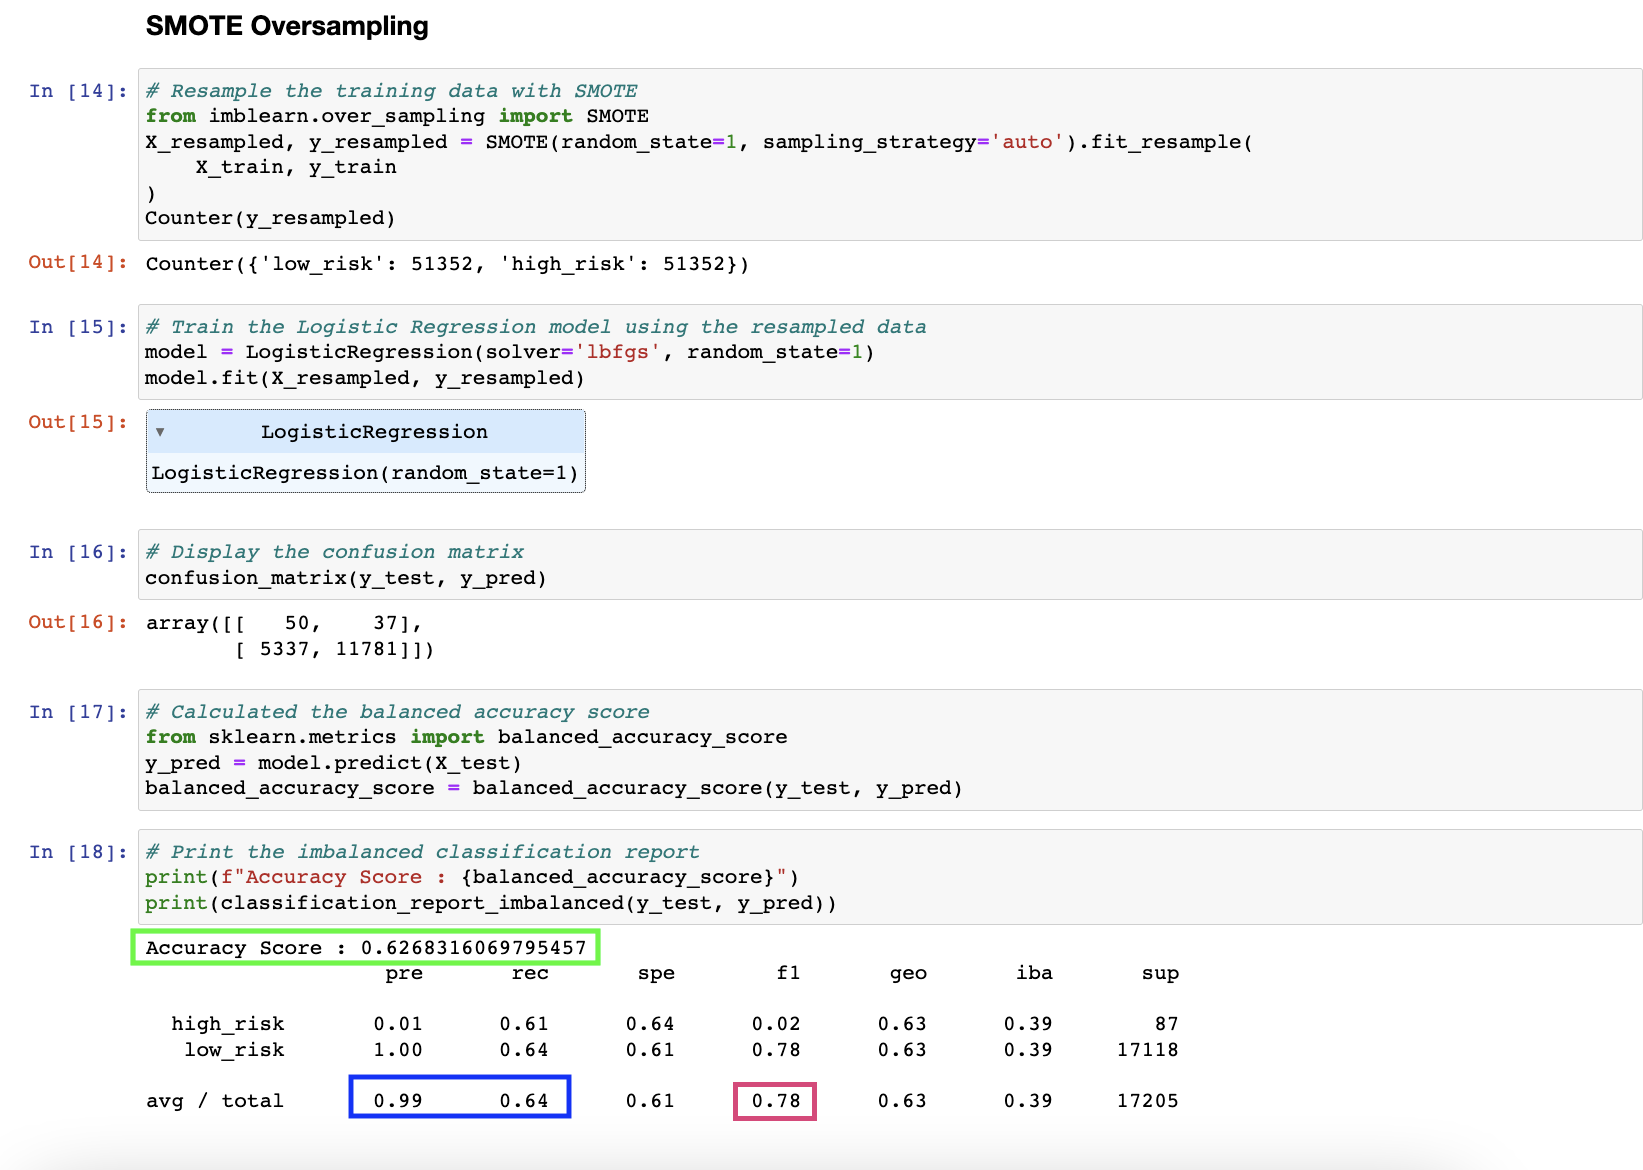 SMOTE Oversampling
In [14]: # Resample the training data with SMOTE
from imblearn.over_sampling import SMOTE
X_resampled, y_resampled = SMOTE(random_state=1, sampling_strategy='auto').fit_resample(
    X_train, y_train
)
Counter(y_resampled)
Out[14]: Counter({'low_risk': 51352, 'high_risk': 51352})
In [15]: # Train the Logistic Regression model using the resampled data
model = LogisticRegression(solver='lbfgs', random_state=1)
model.fit(X_resampled, y_resampled)
Out[15]: ▾ LogisticRegression
LogisticRegression(random_state=1)
In [16]: # Display the confusion matrix
confusion_matrix(y_test, y_pred)
Out[16]: array([[   50,    37],
       [ 5337, 11781]])
In [17]: # Calculated the balanced accuracy score
from sklearn.metrics import balanced_accuracy_score
y_pred = model.predict(X_test)
balanced_accuracy_score = balanced_accuracy_score(y_test, y_pred)
In [18]: # Print the imbalanced classification report
print(f"Accuracy Score : {balanced_accuracy_score}")
print(classification_report_imbalanced(y_test, y_pred))
Accuracy Score : 0.6268316069795457
pre rec spe f1 geo iba sup
high_risk 0.01 0.61 0.64 0.02 0.63 0.39 87
low_risk 1.00 0.64 0.61 0.78 0.63 0.39 17118
avg / total 0.99 0.64 0.61 0.78 0.63 0.39 17205